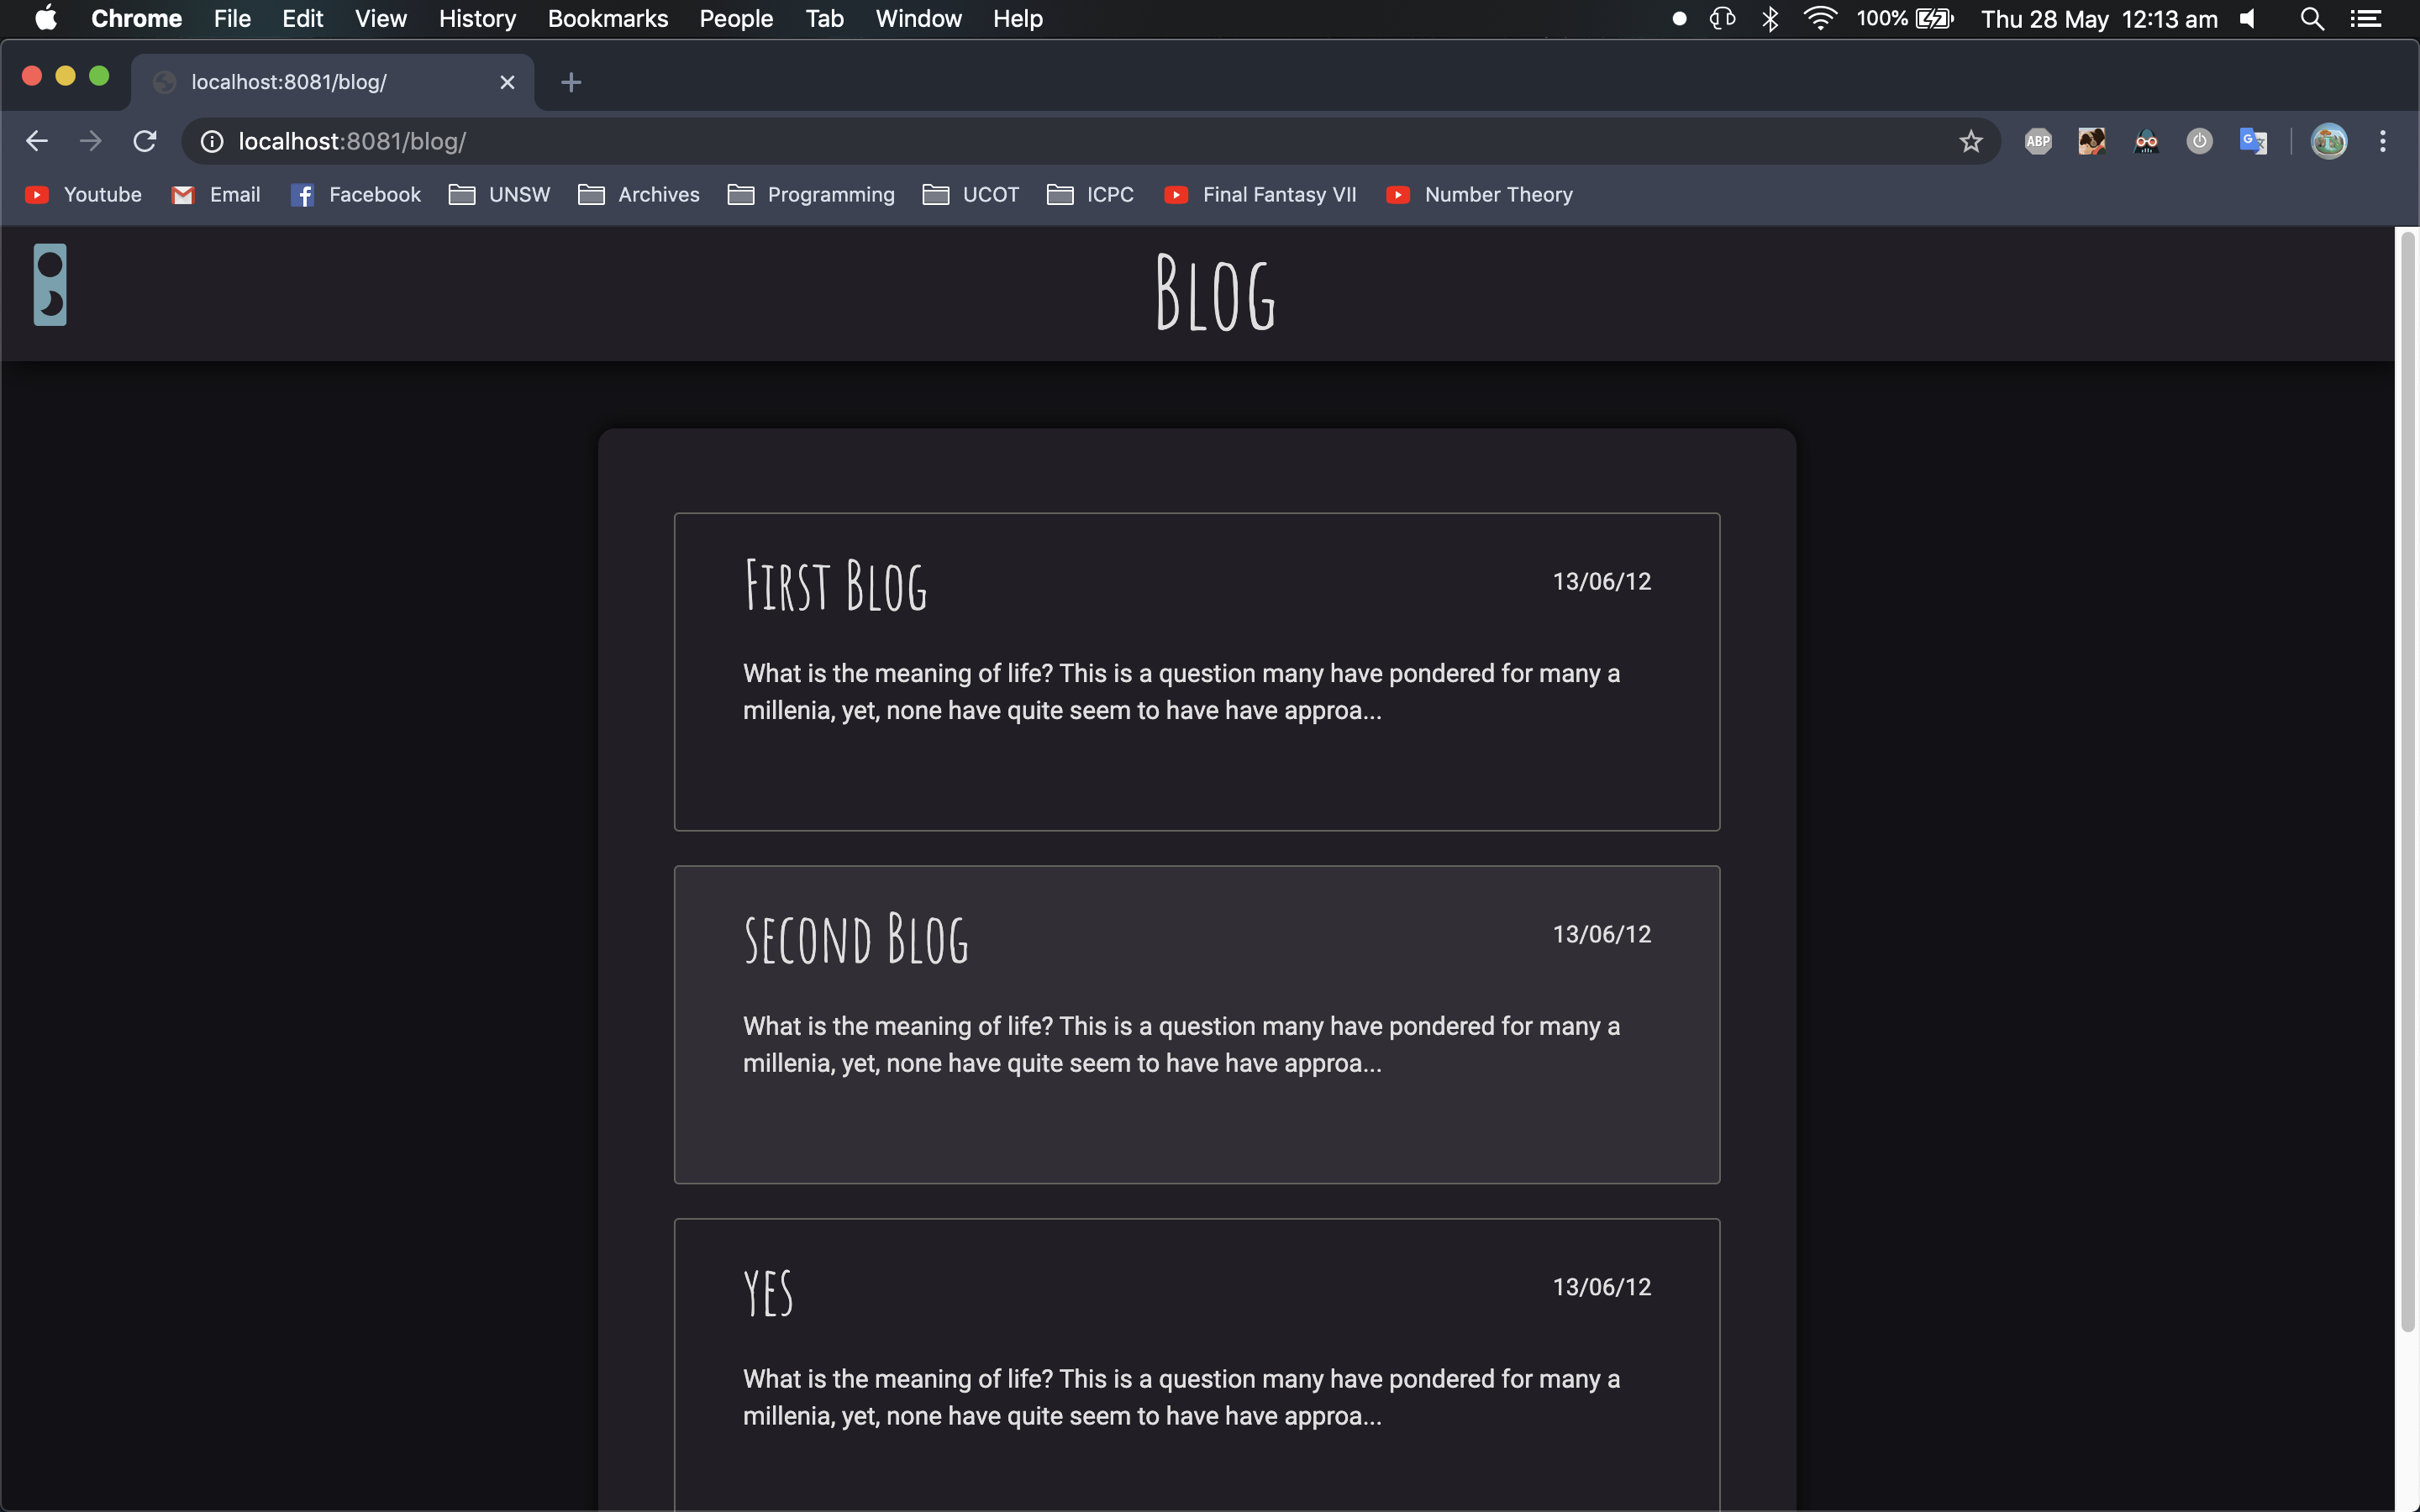 Chrome File Edit View History Bookmarks People Tab Window Help 100% Thu 28 May 12:13 am
localhost:8081/blog/
localhost:8081/blog/ ABP
Youtube Email Facebook UNSW Archives Programming UCOT ICPC Final Fantasy VII Number Theory
Blog
First Blog 13/06/12
What is the meaning of life? This is a question many have pondered for many a
millenia, yet, none have quite seem to have have approa...
second Blog 13/06/12
What is the meaning of life? This is a question many have pondered for many a
millenia, yet, none have quite seem to have have approa...
yes 13/06/12
What is the meaning of life? This is a question many have pondered for many a
millenia, yet, none have quite seem to have have approa...